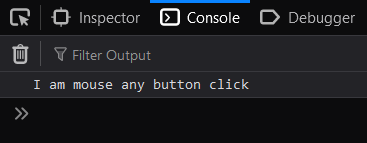 Inspector Console Debugger
Filter Output
I am mouse any button click